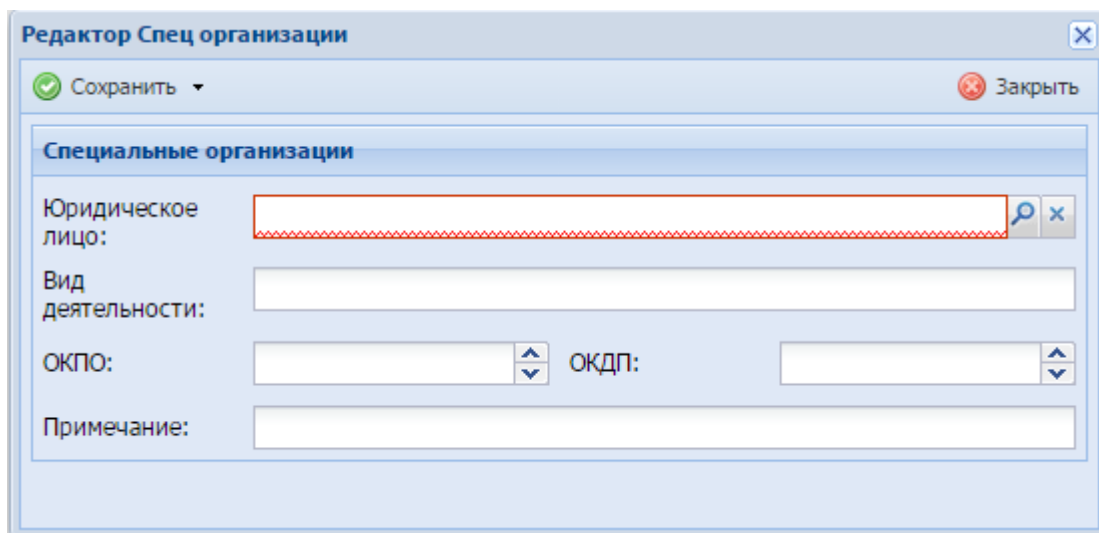 Редактор Спец организации
Сохранить Закрыть
Специальные организации
Юридическое
лицо:
Вид
деятельности:
ОКПО: ОКДП:
Примечание: